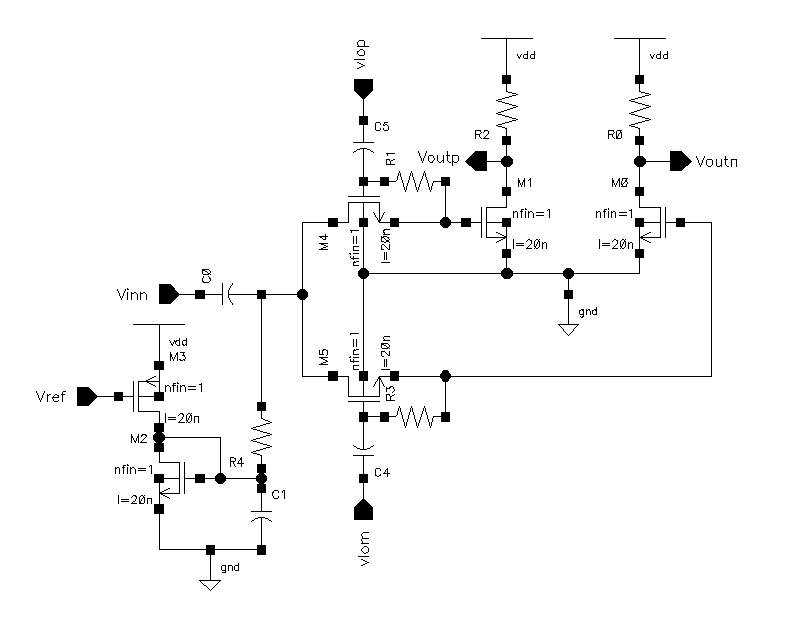 vlop
vdd
vdd
C5
R1
R2
R0
Voutp
Voutn
M1
M0
nfin=1
nfin=1
l=20n
l=20n
M4
nfin=1
l=20n
C0
Vinn
gnd
vdd
M3
nfin=1
l=20n
Vref
M5
nfin=1
l=20n
R3
M2
nfin=1
l=20n
R4
C1
C4
vlom
gnd